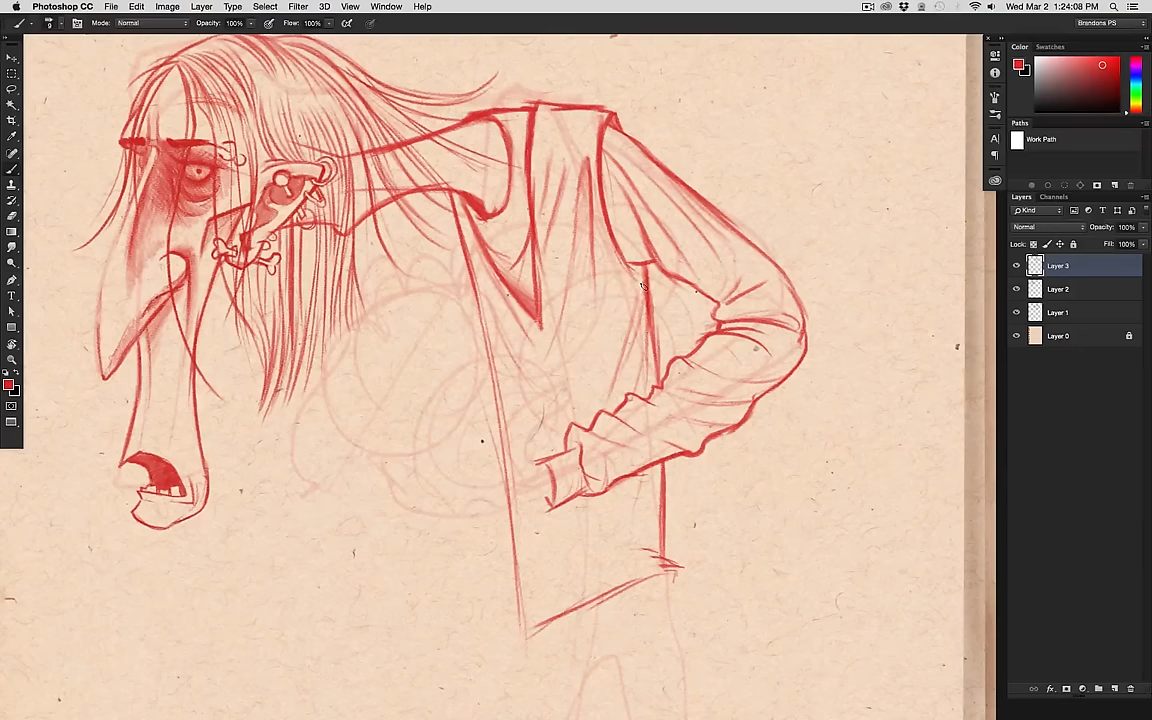 Photoshop CC File Edit Image Layer Type Select Filter 3D View Window Help Wed Mar 2 1:24:08 PM
9 Mode: Normal Opacity: 100% Flow: 100% Brandons PS
Color Swatches
Paths
Work Path
Layers Channels
Kind
Normal Opacity: 100%
Lock: Fill: 100%
Layer 3
Layer 2
Layer 1
Layer 0